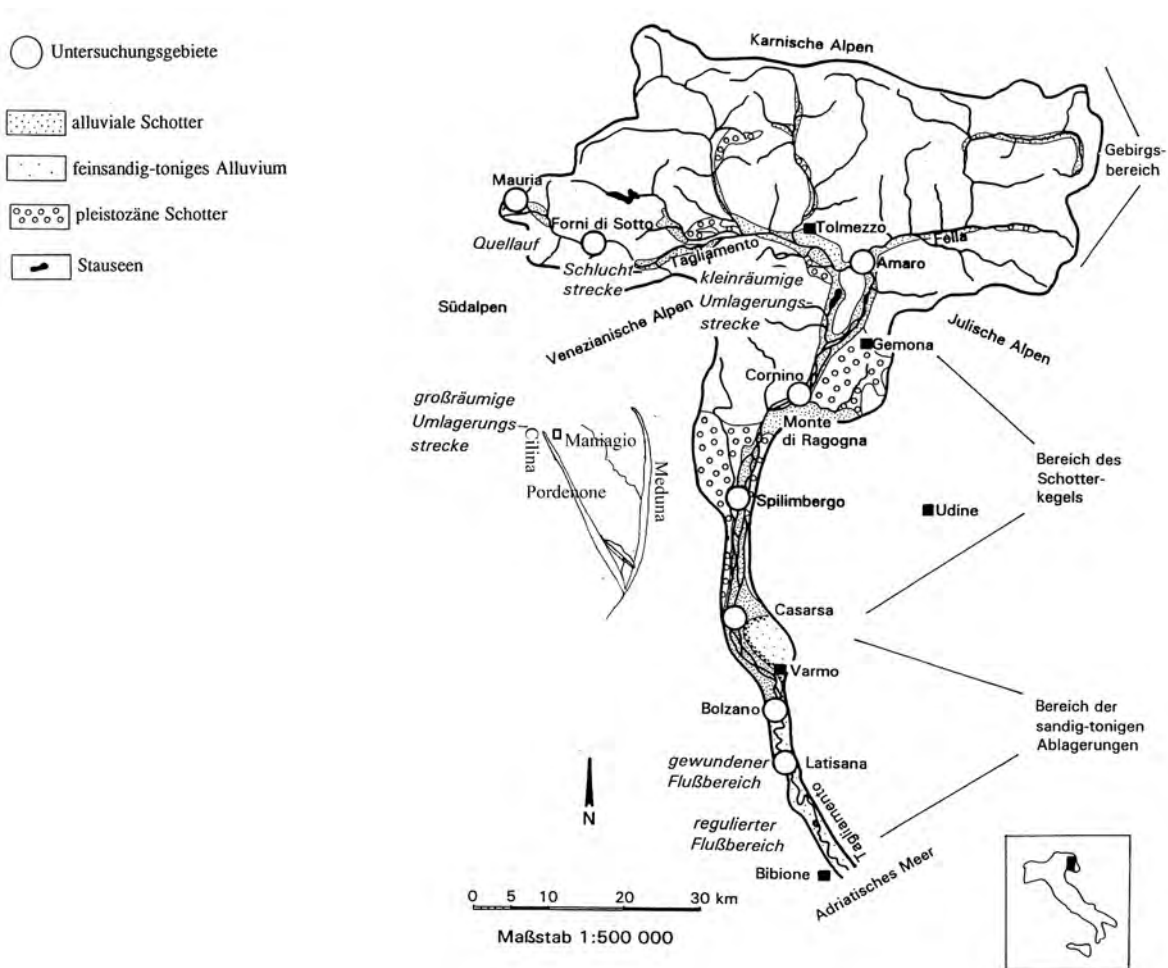 Untersuchungsgebiete
alluviale Schotter
feinsandig-toniges Alluvium
pleistozäne Schotter
Stauseen
Karnische Alpen
Gebirgs-
bereich
Mauria
Forni di Sotto
Tolmezzo
Fella
Quellauf
Tagliamento
Amaro
Schlucht-
strecke
kleinräumige
Umlagerungs-
strecke
Südalpen
Venezianische Alpen
Julische Alpen
Gemona
Cornino
großräumige
Umlagerungs-
strecke
Monte
di Ragogna
Cilina
Maniagio
Meduna
Pordenone
Bereich des
Schotter-
kegels
Spilimbergo
Udine
Casarsa
Varmo
Bolzano
Bereich der
sandig-tonigen
Ablagerungen
gewundener
Flußbereich
Latisana
Tagliamento
regulierter
Flußbereich
N
Bibione
Adriatisches Meer
0 5 10 20 30 km
Maßstab 1:500 000